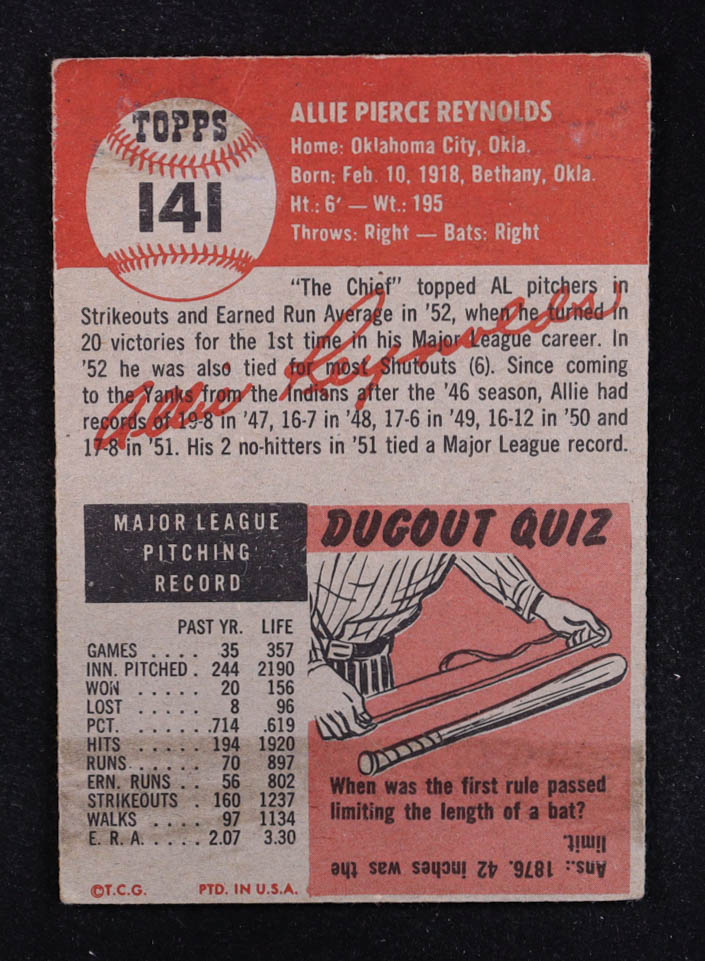 TOPPS
141
ALLIE PIERCE REYNOLDS
Home: Oklahoma City, Okla.
Born: Feb. 10, 1918, Bethany, Okla.
Ht.: 6' — Wt.: 195
Throws: Right — Bats: Right
"The Chief" topped AL pitchers in
Strikeouts and Earned Run Average in '52, when he turned in
20 victories for the 1st time in his Major League career. In
'52 he was also tied for most Shutouts (6). Since coming
to the Yanks from the Indians after the '46 season, Allie had
records of 19-8 in '47, 16-7 in '48, 17-6 in '49, 16-12 in '50 and
17-8 in '51. His 2 no-hitters in '51 tied a Major League record.
Allie Reynolds
MAJOR LEAGUE
PITCHING
RECORD
PAST YR. LIFE
GAMES . . . . 35 357
INN. PITCHED . 244 2190
WON . . . . . 20 156
LOST . . . . . 8 96
PCT. . . . . . .714 .619
HITS . . . . . 194 1920
RUNS . . . . . 70 897
ERN. RUNS . . 56 802
STRIKEOUTS . 160 1237
WALKS . . . . 97 1134
E. R. A. . . . . 2.07 3.30
©T.C.G. PTD. IN U.S.A.
DUGOUT QUIZ
When was the first rule passed
limiting the length of a bat?
Ans.: 1876. 42 inches was the
limit.